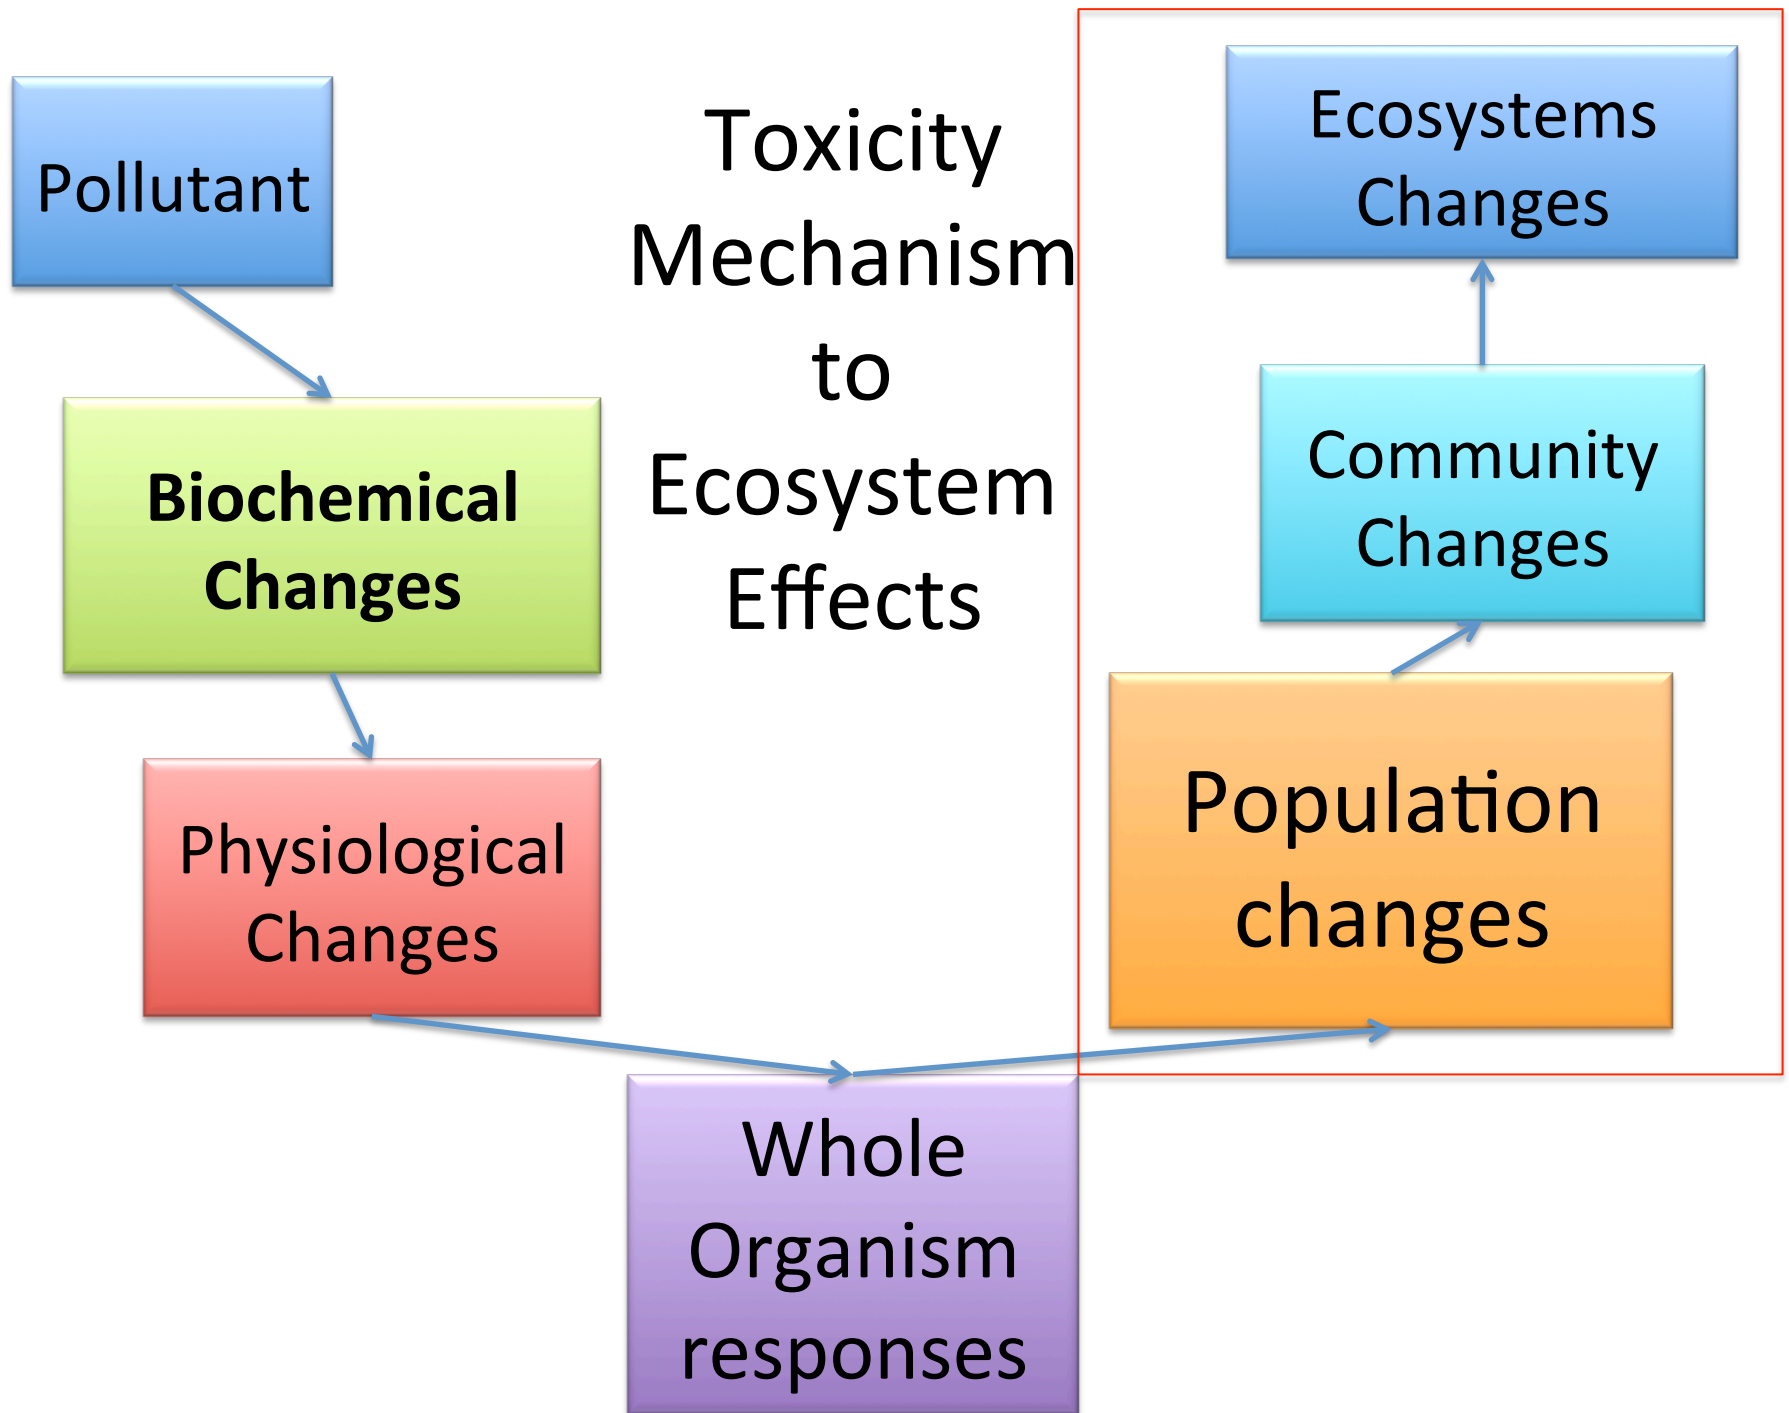 Pollutant
Toxicity
Mechanism
to
Ecosystem
Effects
Biochemical
Changes
Physiological
Changes
Whole
Organism
responses
Population
changes
Community
Changes
Ecosystems
Changes